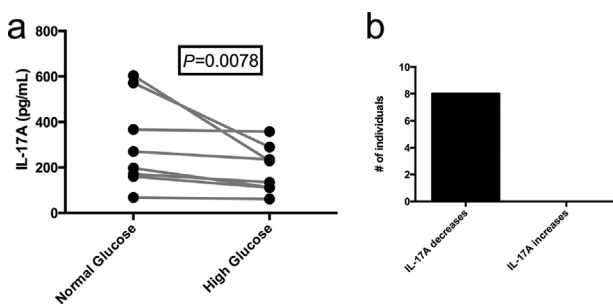 a
800
600
400
200
0
IL-17A (pg/mL)
P=0.0078
Normal Glucose
High Glucose
b
10
8
6
4
2
0
# of individuals
IL-17A decreases
IL-17A increases